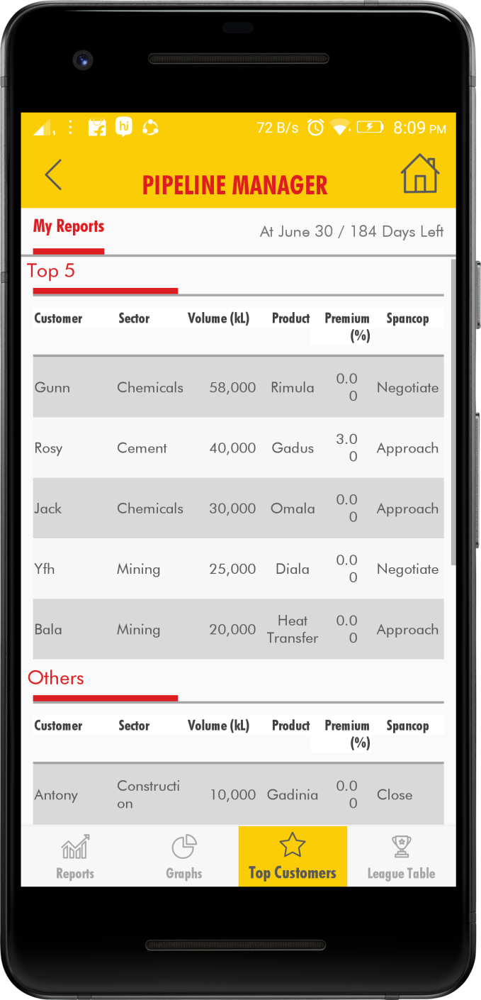 72 B/s 8:09 PM
hi
PIPELINE MANAGER
My Reports At June 30 / 184 Days Left
Top 5
Customer Sector Volume (kL) Product Premium (%) Spancop
Gunn Chemicals 58,000 Rimula 0.00 Negotiate
Rosy Cement 40,000 Gadus 3.00 Approach
Jack Chemicals 30,000 Omala 0.00 Approach
Yfh Mining 25,000 Diala 0.00 Negotiate
Bala Mining 20,000 Heat Transfer 0.00 Approach
Others
Customer Sector Volume (kL) Product Premium (%) Spancop
Antony Construction 10,000 Gadinia 0.00 Close
Reports Graphs Top Customers League Table